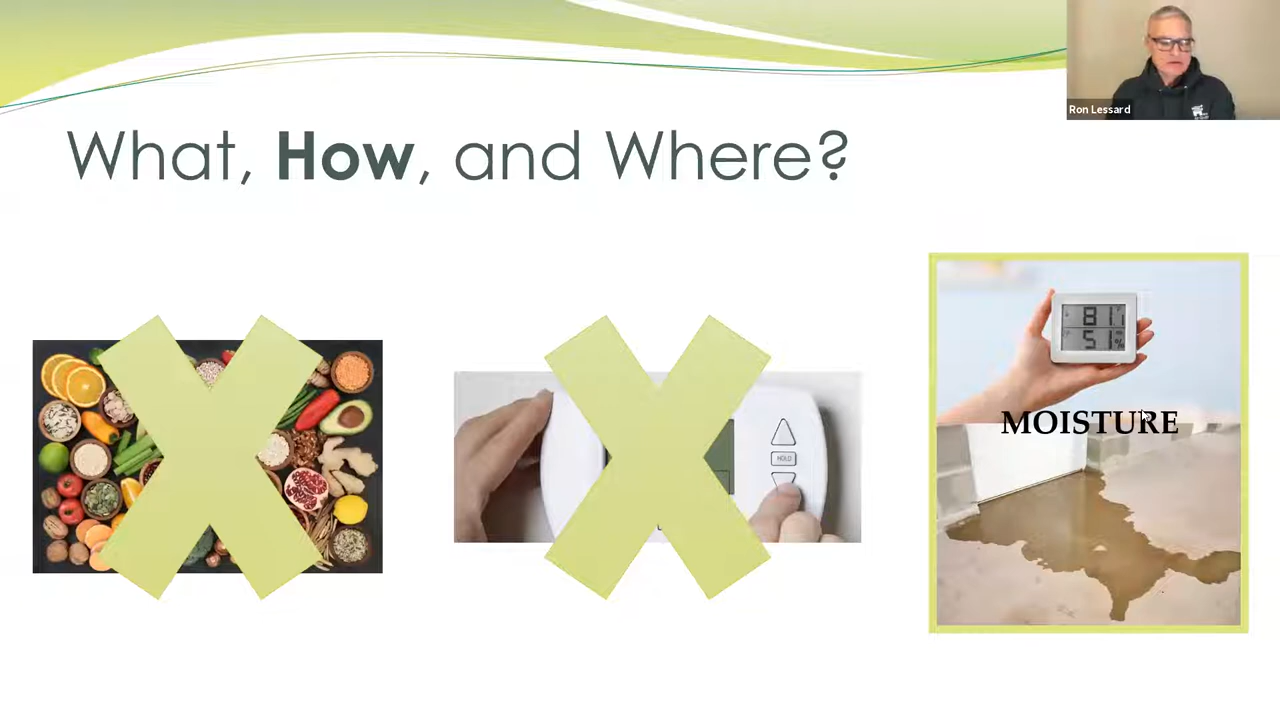 Ron Lessard
What, How, and Where?
81
51%
MOISTURE
HOLD